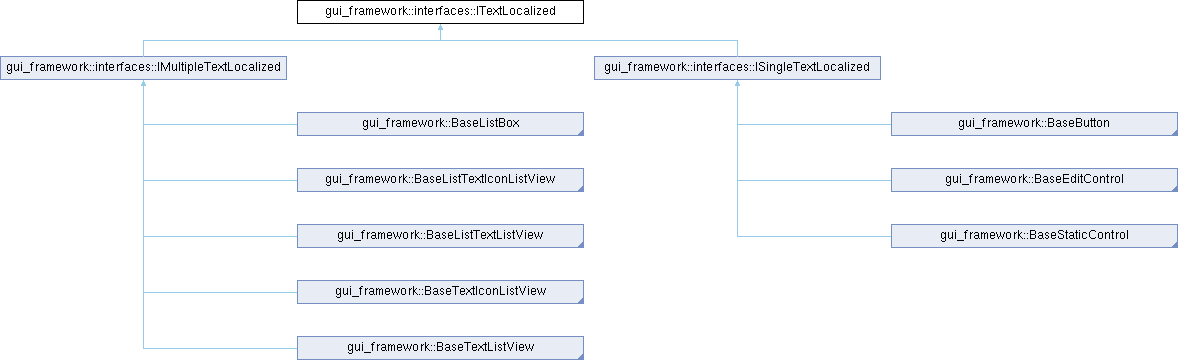 gui_framework::interfaces::ITextLocalized
gui_framework::interfaces::IMultipleTextLocalized
gui_framework::interfaces::ISingleTextLocalized
gui_framework::BaseListBox
gui_framework::BaseButton
gui_framework::BaseListTextIconListView
gui_framework::BaseEditControl
gui_framework::BaseListTextListView
gui_framework::BaseStaticControl
gui_framework::BaseTextIconListView
gui_framework::BaseTextListView